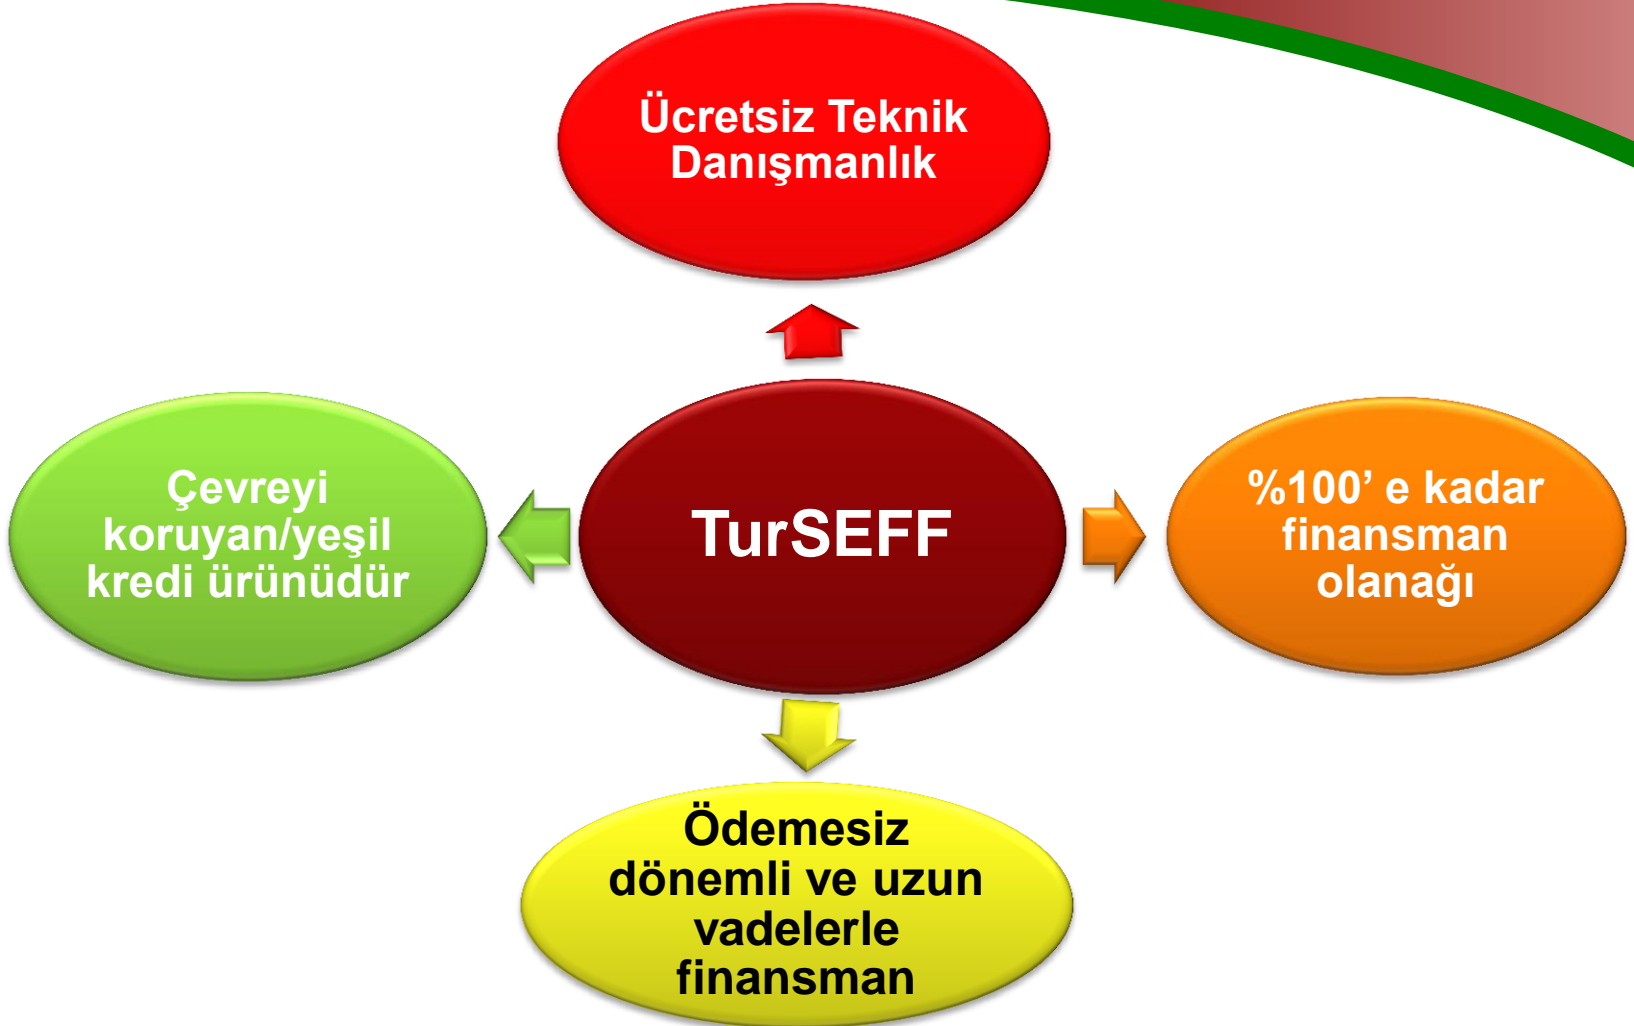 Ücretsiz Teknik
Danışmanlık
Çevreyi
koruyan/yeşil
kredi ürünüdür
TurSEFF
%100’ e kadar
finansman
olanağı
Ödemesiz
dönemli ve uzun
vadelerle
finansman